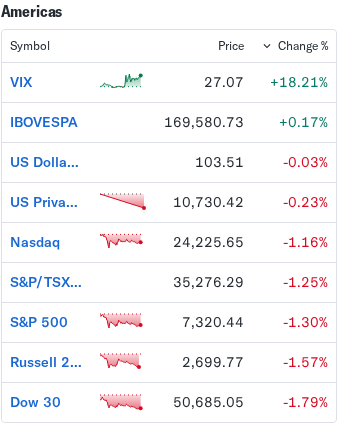 Americas
Symbol Price Change %
VIX 27.07 +18.21%
IBOVESPA 169,580.73 +0.17%
US Dolla... 103.51 -0.03%
US Priva... 10,730.42 -0.23%
Nasdaq 24,225.65 -1.16%
S&P/TSX... 35,276.29 -1.25%
S&P 500 7,320.44 -1.30%
Russell 2... 2,699.77 -1.57%
Dow 30 50,685.05 -1.79%